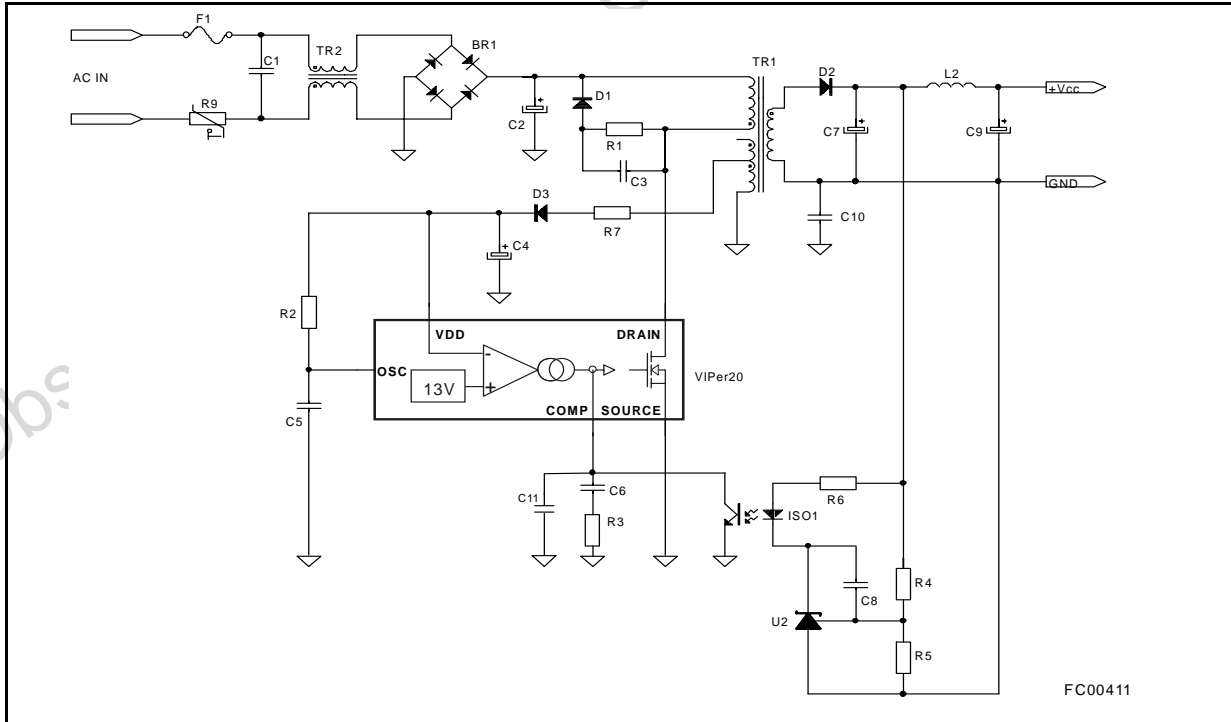 F1
AC IN
C1
TR2
BR1
R9
C2
D1
R1
C3
TR1
D2
L2
+Vcc
C7
C9
GND
C10
D3
R7
C4
R2
C5
VDD
DRAIN
OSC
13V
-
+
COMP
SOURCE
VIPer20
C11
C6
R3
R6
ISO1
C8
R4
U2
R5
FC00411